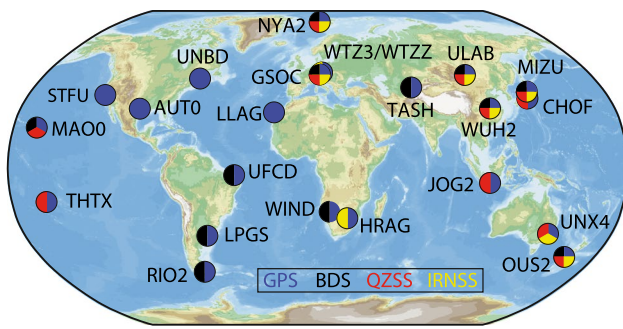 NYA2
UNBD
WTZ3/WTZZ
ULAB
MIZU
GSOC
STFU
AUT0
LLAG
TASH
CHOF
MAO0
WUH2
UFCD
JOG2
THTX
WIND
HRAG
UNX4
LPGS
OUS2
RIO2
GPS BDS QZSS IRNSS